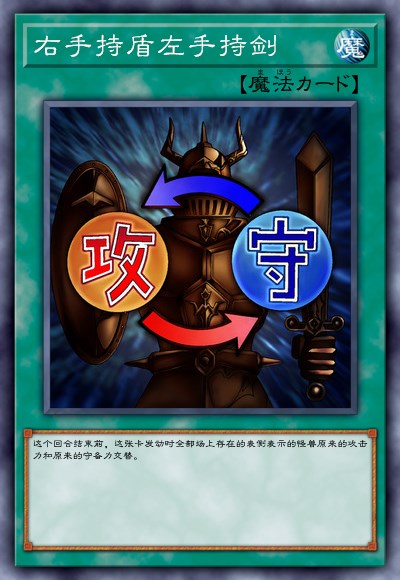 右手持盾左手持剑
魔
【魔法カード】
まほう
攻
守
这个回合结束前，这张卡发动时全部场上存在的表侧表示的怪兽原来的攻击
力和原来的守备力交替。